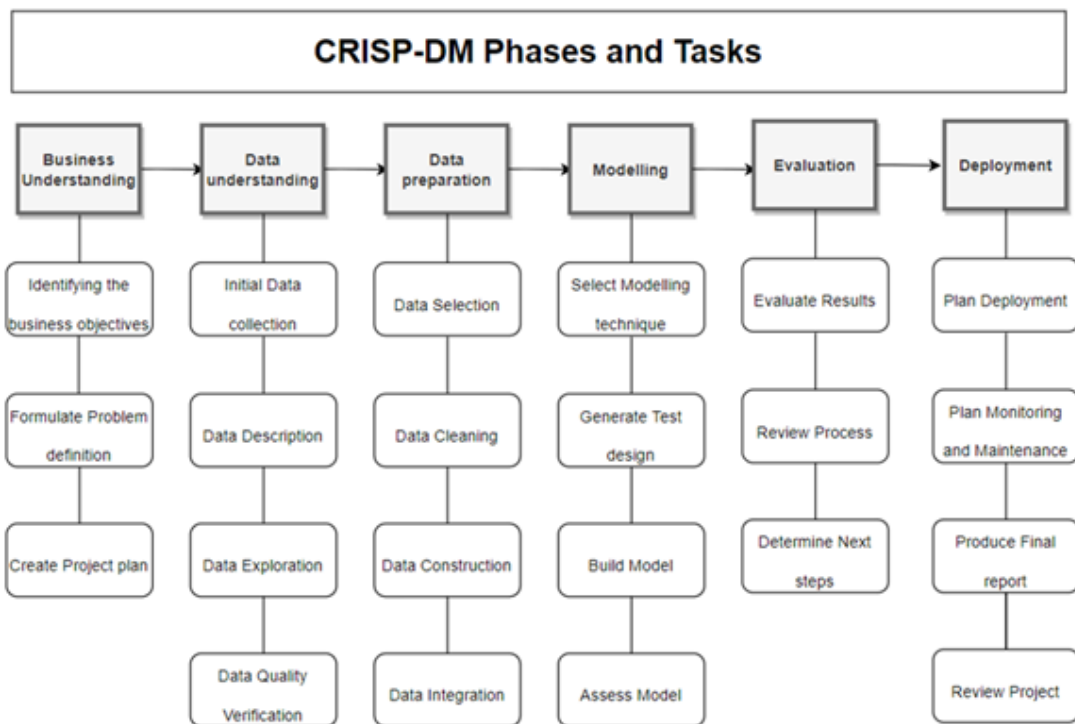 CRISP-DM Phases and Tasks
Business
Understanding
Data
understanding
Data
preparation
Modelling
Evaluation
Deployment
Identifying the
business objectives
Initial Data
collection
Data Selection
Select Modelling
technique
Evaluate Results
Plan Deployment
Formulate Problem
definition
Data Description
Data Cleaning
Generate Test
design
Review Process
Plan Monitoring
and Maintenance
Create Project plan
Data Exploration
Data Construction
Build Model
Determine Next
steps
Produce Final
report
Data Quality
Verification
Data Integration
Assess Model
Review Project